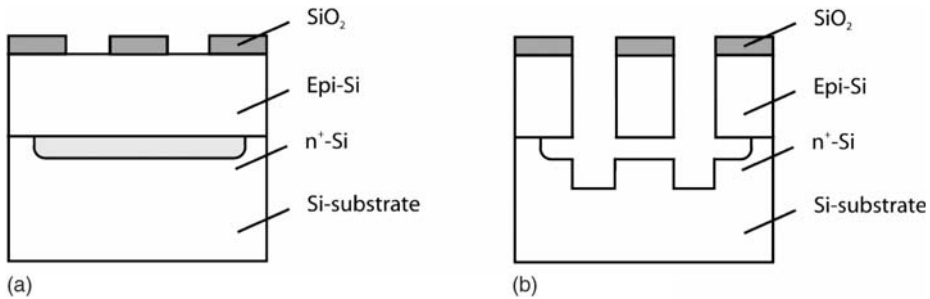 SiO₂
Epi-Si
n⁺-Si
Si-substrate
(a)
SiO₂
Epi-Si
n⁺-Si
Si-substrate
(b)